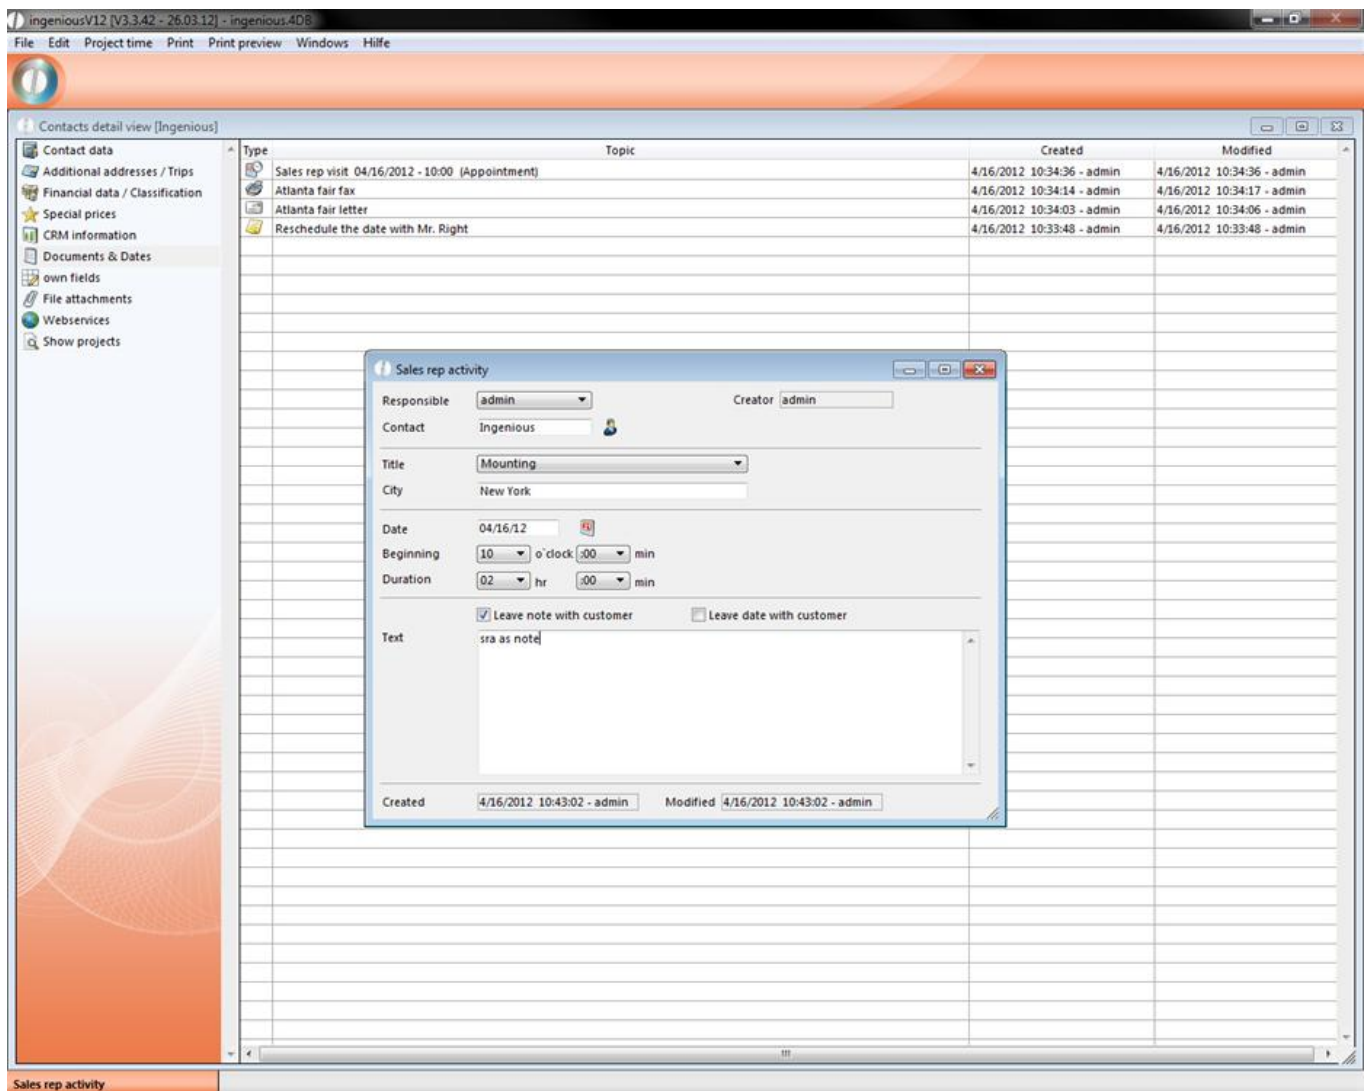 ingeniousV12 [V3.3.42 - 26.03.12] - ingenious.4DB
File Edit Project time Print Print preview Windows Hilfe
Contacts detail view [Ingenious]
Contact data
Additional addresses / Trips
Financial data / Classification
Special prices
CRM information
Documents & Dates
own fields
File attachments
Webservices
Show projects
Type Topic Created Modified
Sales rep visit 04/16/2012 - 10:00 (Appointment) 4/16/2012 10:34:36 - admin 4/16/2012 10:34:36 - admin
Atlanta fair fax 4/16/2012 10:34:14 - admin 4/16/2012 10:34:17 - admin
Atlanta fair letter 4/16/2012 10:34:03 - admin 4/16/2012 10:34:06 - admin
Reschedule the date with Mr. Right 4/16/2012 10:33:48 - admin 4/16/2012 10:33:48 - admin
Sales rep activity
Responsible admin Creator admin
Contact Ingenious
Title Mounting
City New York
Date 04/16/12
Beginning 10 o`clock :00 min
Duration 02 hr :00 min
Leave note with customer Leave date with customer
Text sra as note
Created 4/16/2012 10:43:02 - admin Modified 4/16/2012 10:43:02 - admin
Sales rep activity